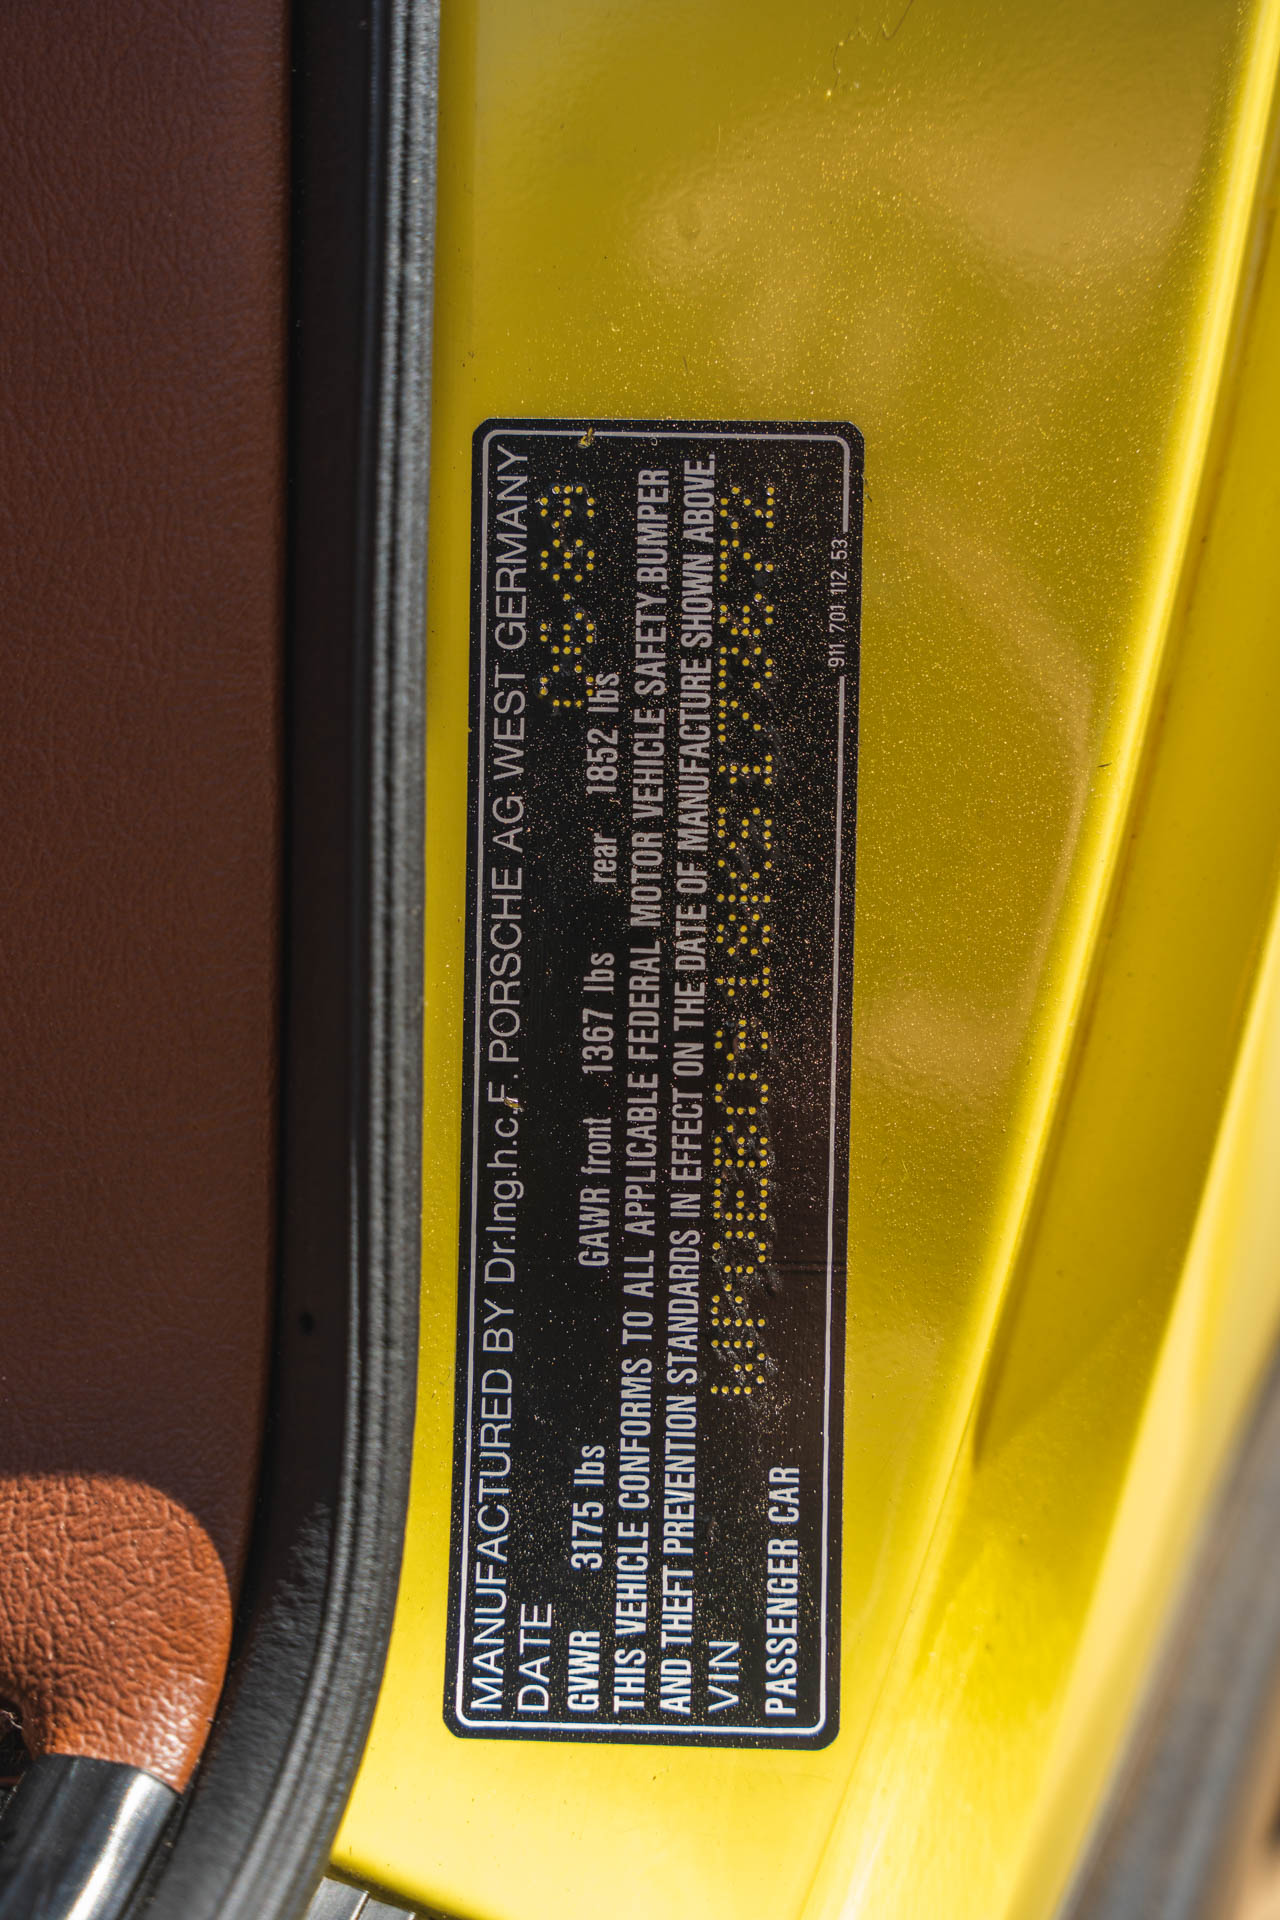 MANUFACTURED BY Dr.Ing.h.c.F. PORSCHE AG WEST GERMANY
DATE
GVWR 3175 lbs GAWR front 1367 lbs rear 1852 lbs
THIS VEHICLE CONFORMS TO ALL APPLICABLE FEDERAL MOTOR VEHICLE SAFETY,BUMPER
AND THEFT PREVENTION STANDARDS IN EFFECT ON THE DATE OF MANUFACTURE SHOWN ABOVE.
VIN
PASSENGER CAR
911 701 112 53